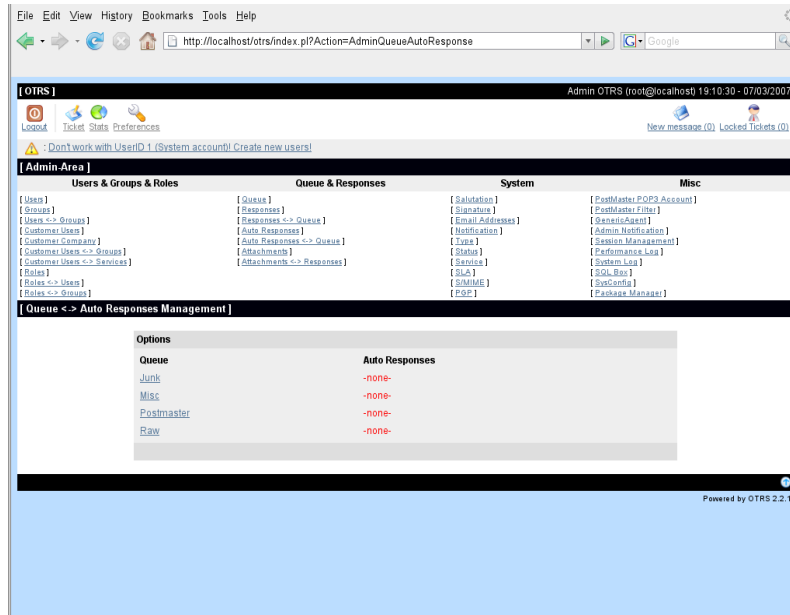 File Edit View History Bookmarks Tools Help
http://localhost/otrs/index.pl?Action=AdminQueueAutoResponse
G Google
[ OTRS ]
Admin OTRS (root@localhost) 19:10:30 - 07/03/2007
Logout Ticket Stats Preferences
New message (0) Locked Tickets (0)
: Don't work with UserID 1 (System account)! Create new users!
[ Admin-Area ]
Users & Groups & Roles Queue & Responses System Misc
[ Users ] [ Queue ] [ Salutation ] [ PostMaster POP3 Account ]
[ Groups ] [ Responses ] [ Signature ] [ PostMaster Filter ]
[ Users <-> Groups ] [ Responses <-> Queue ] [ Email Addresses ] [ GenericAgent ]
[ Customer Users ] [ Auto Responses ] [ Notification ] [ Admin Notification ]
[ Customer Company ] [ Auto Responses <-> Queue ] [ Type ] [ Session Management ]
[ Customer Users <-> Groups ] [ Attachments ] [ Status ] [ Performance Log ]
[ Customer Users <-> Services ] [ Attachments <-> Responses ] [ Service ] [ System Log ]
[ Roles ] [ SLA ] [ SQL Box ]
[ Roles <-> Users ] [ S/MIME ] [ SysConfig ]
[ Roles <-> Groups ] [ PGP ] [ Package Manager ]
[ Queue <-> Auto Responses Management ]
Options
Queue Auto Responses
Junk -none-
Misc -none-
Postmaster -none-
Raw -none-
Powered by OTRS 2.2.1